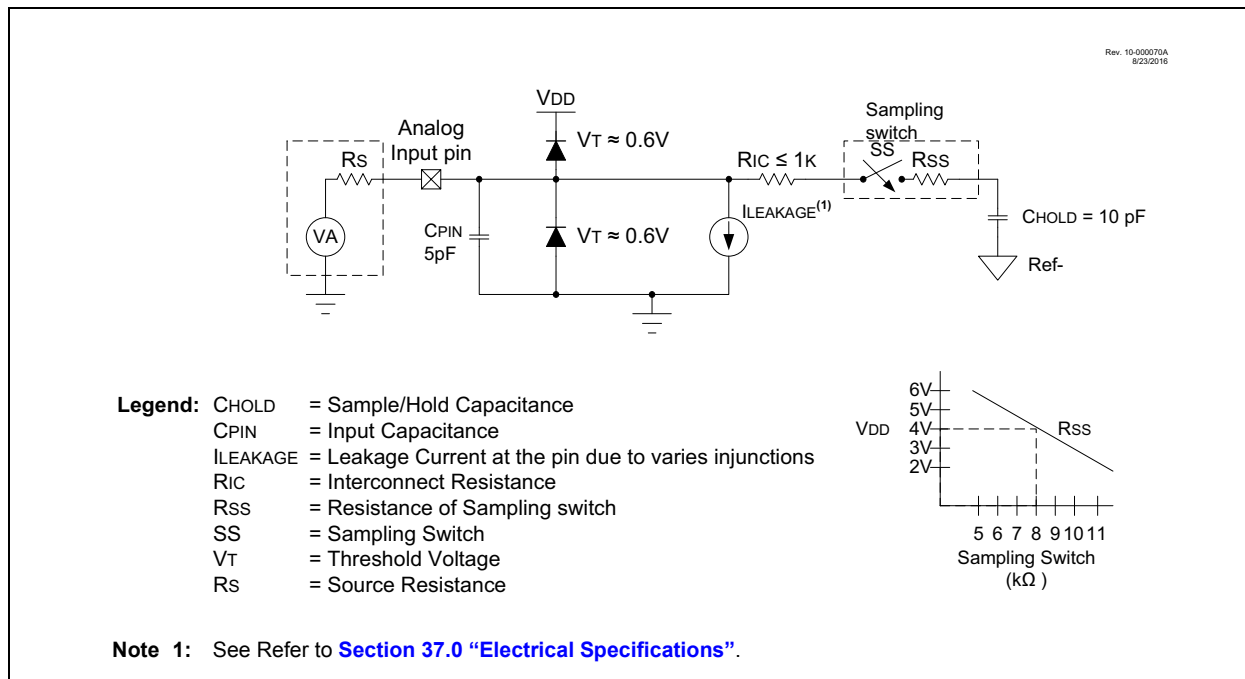 Rev. 10-000070A
8/23/2016
VDD
Sampling
switch
Analog
Input pin
VT ≈ 0.6V
RS
RIC ≤ 1K
SS
RSS
ILEAKAGE(1)
CHOLD = 10 pF
VA
CPIN
5pF
VT ≈ 0.6V
Ref-
Legend: CHOLD = Sample/Hold Capacitance
CPIN = Input Capacitance
ILEAKAGE = Leakage Current at the pin due to varies injunctions
RIC = Interconnect Resistance
RSS = Resistance of Sampling switch
SS = Sampling Switch
VT = Threshold Voltage
RS = Source Resistance
6V
5V
VDD 4V RSS
3V
2V
5 6 7 8 9 10 11
Sampling Switch
(kΩ )
Note 1: See Refer to Section 37.0 “Electrical Specifications”.